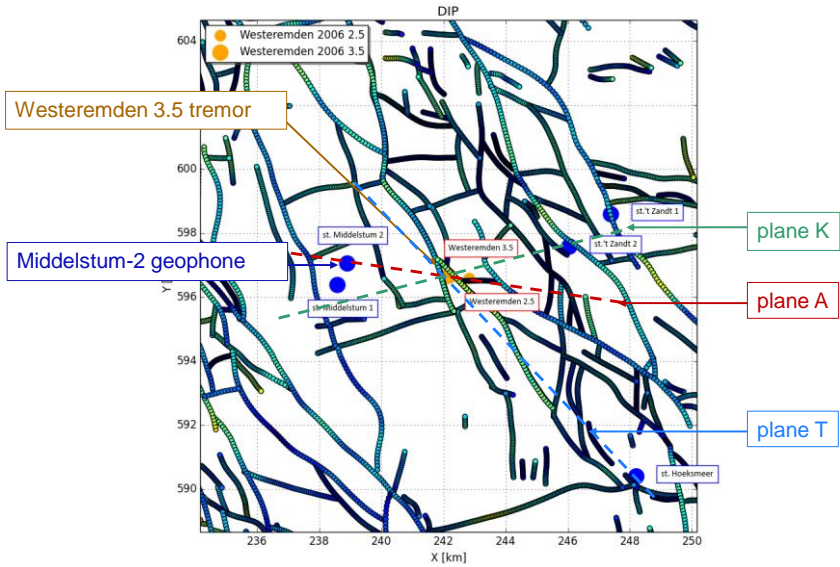 DIP
604
Westeremden 2006 2.5
Westeremden 2006 3.5
Westeremden 3.5 tremor
600
598
st. Middelstum 2
st.'t Zandt 1
plane K
Westeremden 3.5
st.'t Zandt 2
Middelstum-2 geophone
Y [
596
st. Middelstum 1
Westeremden 2.5
plane A
594
592
plane T
590
st. Hoeksmeer
236
238
240
242
244
246
248
250
X [km]